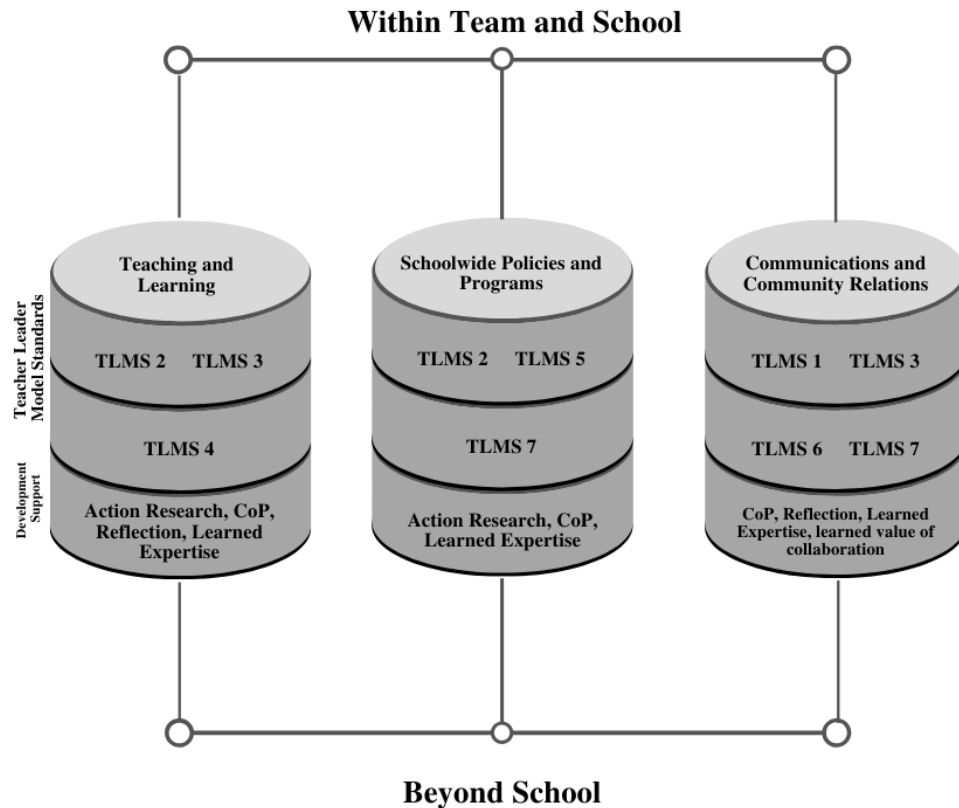 Within Team and School
Teaching and
Learning
Schoolwide Policies and
Programs
Communications and
Community Relations
Teacher Leader
Model Standards
TLMS 2 TLMS 3
TLMS 2 TLMS 5
TLMS 1 TLMS 3
TLMS 4
TLMS 7
TLMS 6 TLMS 7
Development
Support
Action Research, CoP,
Reflection, Learned
Expertise
Action Research, CoP,
Learned Expertise
CoP, Reflection, Learned
Expertise, learned value of
collaboration
Beyond School